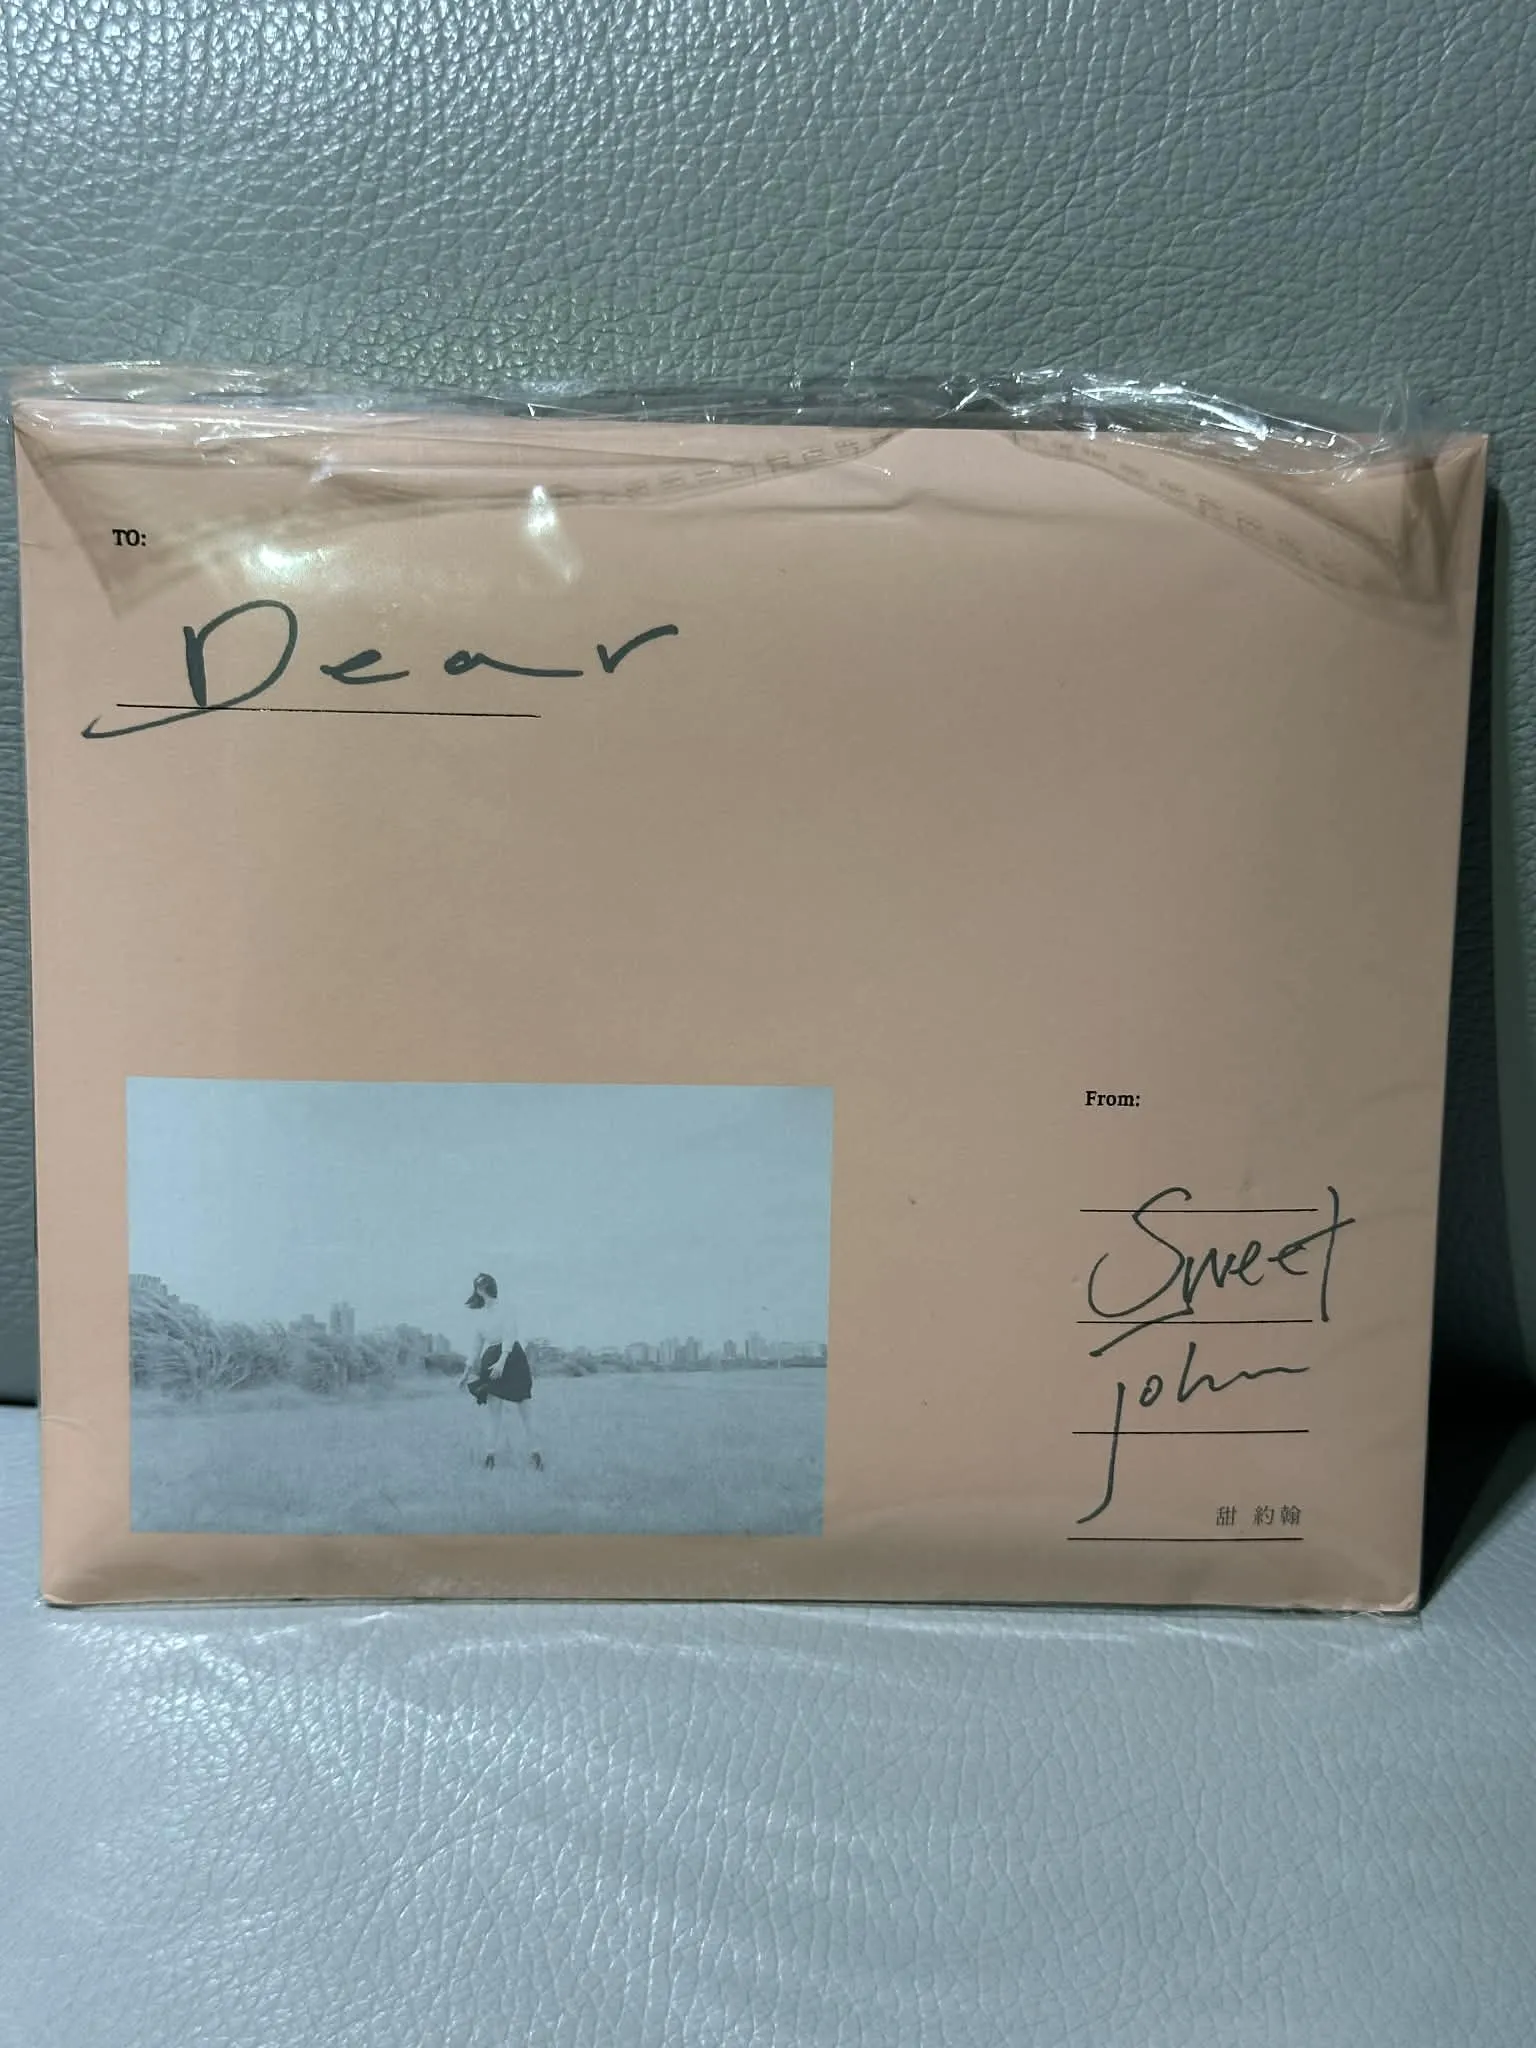 TO:
Dear
From:
Sweet
john
甜 約翰